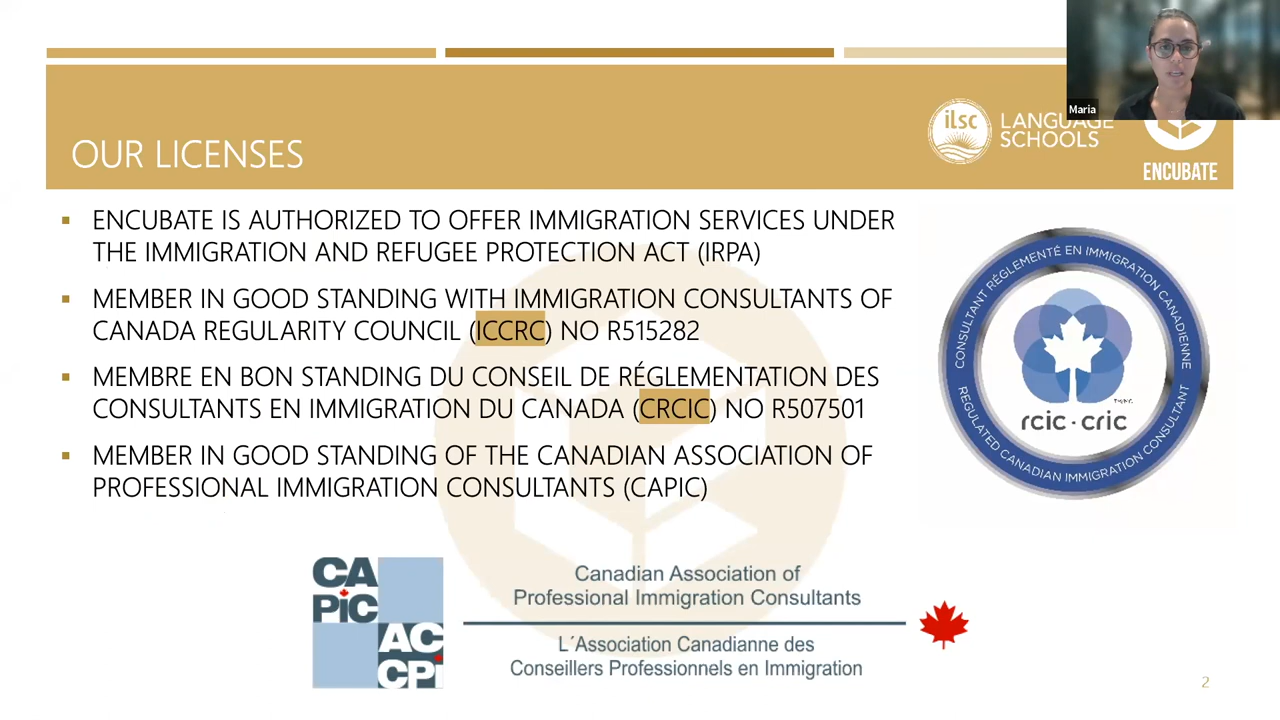 Maria
OUR LICENSES
iLSC
LANGUAGE
SCHOOLS
ENCUBATE
▪ ENCUBATE IS AUTHORIZED TO OFFER IMMIGRATION SERVICES UNDER
THE IMMIGRATION AND REFUGEE PROTECTION ACT (IRPA)
▪ MEMBER IN GOOD STANDING WITH IMMIGRATION CONSULTANTS OF
CANADA REGULARITY COUNCIL (ICCRC) NO R515282
▪ MEMBRE EN BON STANDING DU CONSEIL DE RÉGLEMENTATION DES
CONSULTANTS EN IMMIGRATION DU CANADA (CRCIC) NO R507501
▪ MEMBER IN GOOD STANDING OF THE CANADIAN ASSOCIATION OF
PROFESSIONAL IMMIGRATION CONSULTANTS (CAPIC)
CONSULTANT RÉGLEMENTÉ EN IMMIGRATION CANADIENNE
rcic · cric
REGULATED CANADIAN IMMIGRATION CONSULTANT
CA
PiC
AC
CPi
Canadian Association of
Professional Immigration Consultants
L´Association Canadianne des
Conseillers Professionnels en Immigration
2